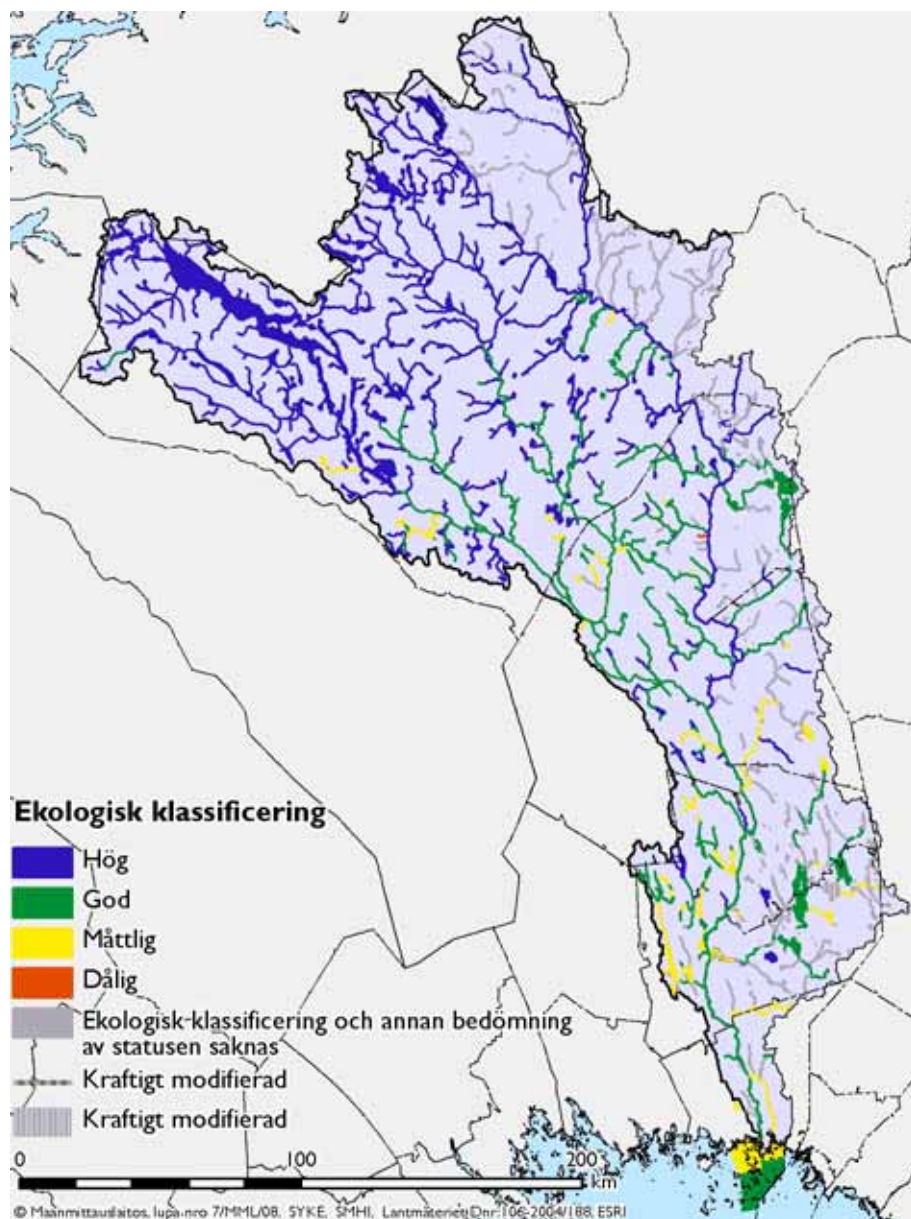 Ekologisk klassificering
Hög
God
Måttlig
Dålig
Ekologisk klassificering och annan bedömning
av statusen saknas
Kraftigt modifierad
Kraftigt modifierad
0 100 200
km
© Maanmittauslaitos, lupa nro 7/MML/08, SYKE, SMHI, Lantmäteriet Dnr 106-2004/188, ESRI